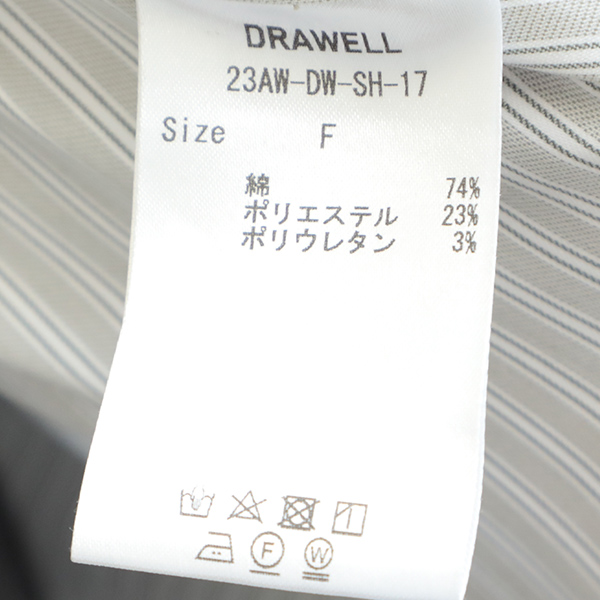 DRAWELL
23AW-DW-SH-17
Size F
綿 74%
ポリエステル 23%
ポリウレタン 3%
F W